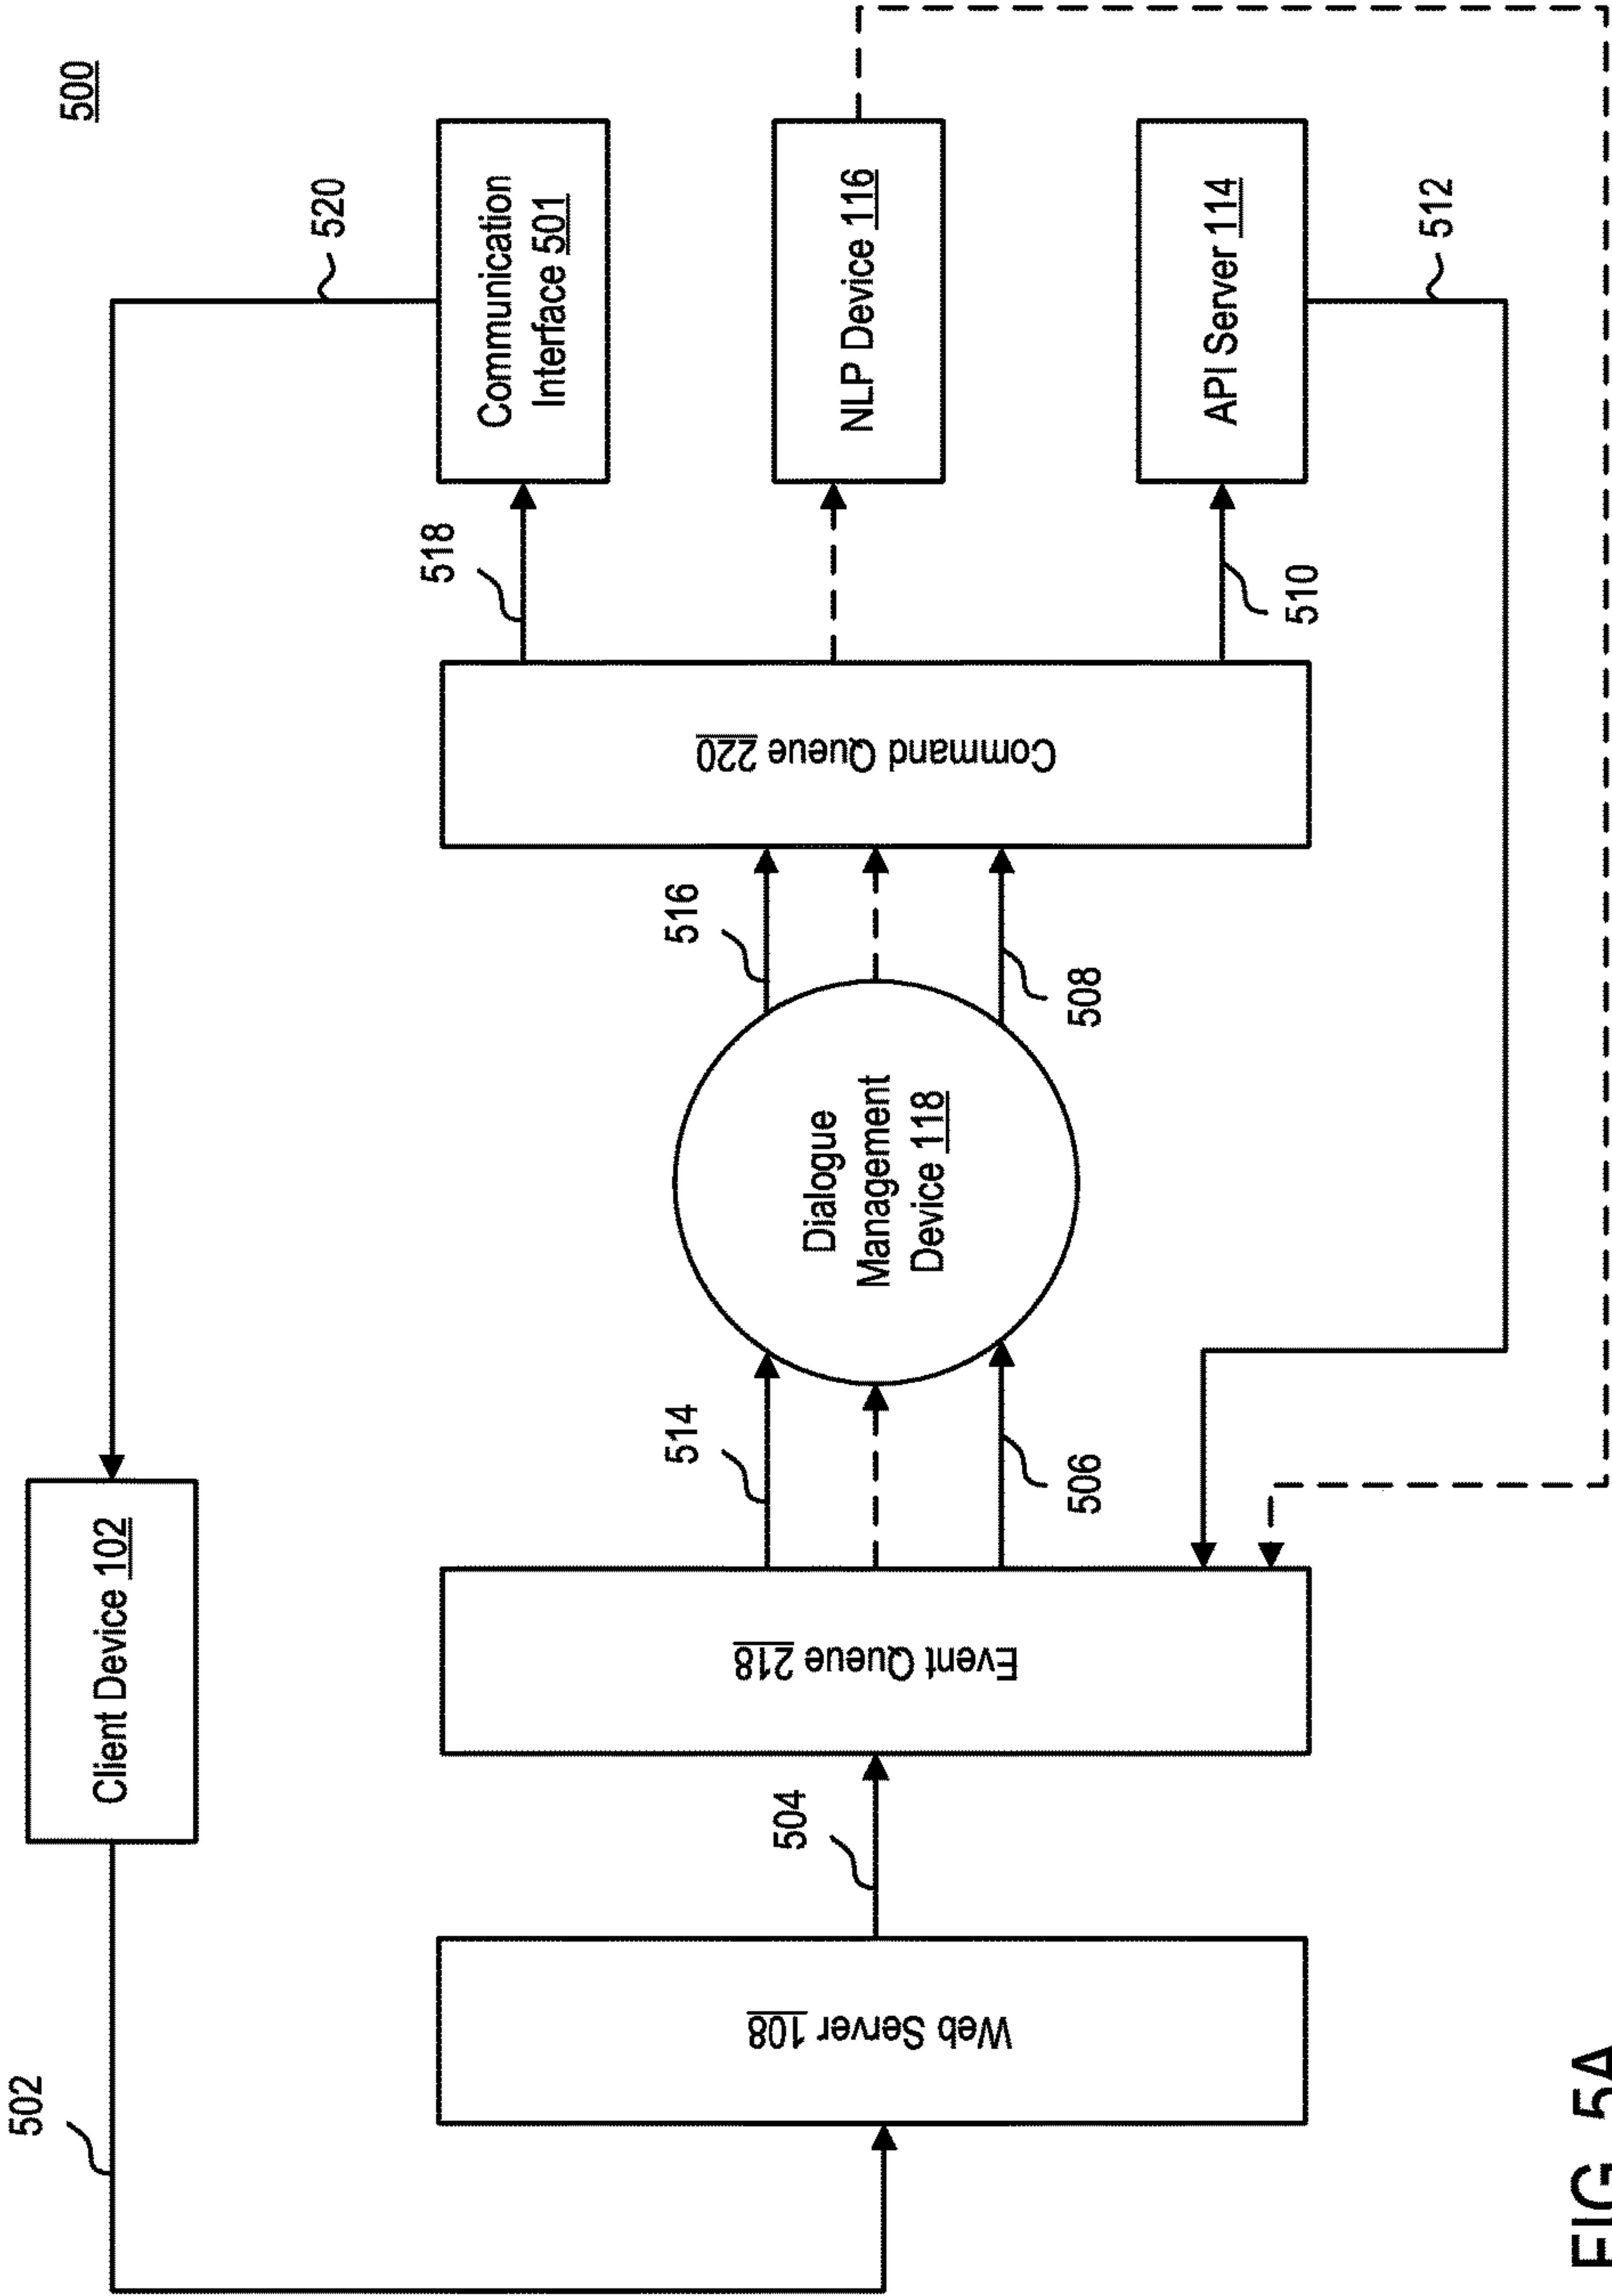 500
502
Client Device 102
520
Web Server 108
504
Event Queue 218
514
506
Dialogue
Management
Device 118
516
508
Command Queue 220
518
510
Communication
Interface 501
NLP Device 116
API Server 114
512
FIG. 5A